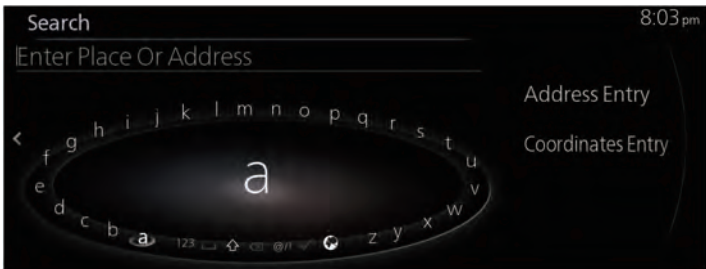 Search
8:03 pm
Enter Place Or Address
Address Entry
Coordinates Entry
a b c d e f g h i j k l m n o p q r s t u v w x y z
a
123
@/!